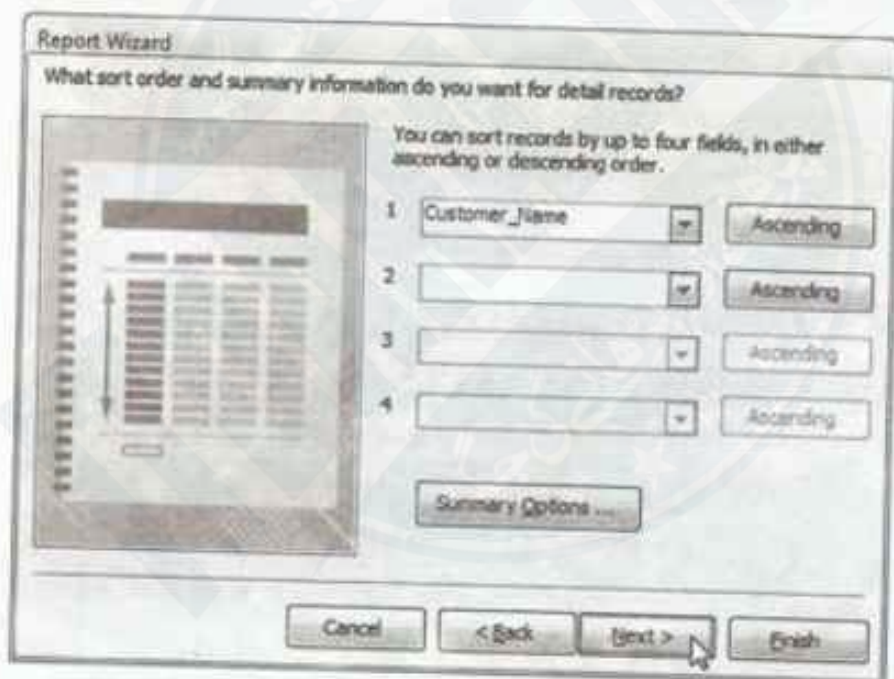 Report Wizard
What sort order and summary information do you want for detail records?
You can sort records by up to four fields, in either
ascending or descending order.
1 Customer_Name Ascending
2 Ascending
3 Ascending
4 Ascending
Summary Options ...
Cancel < Back Next > Finish